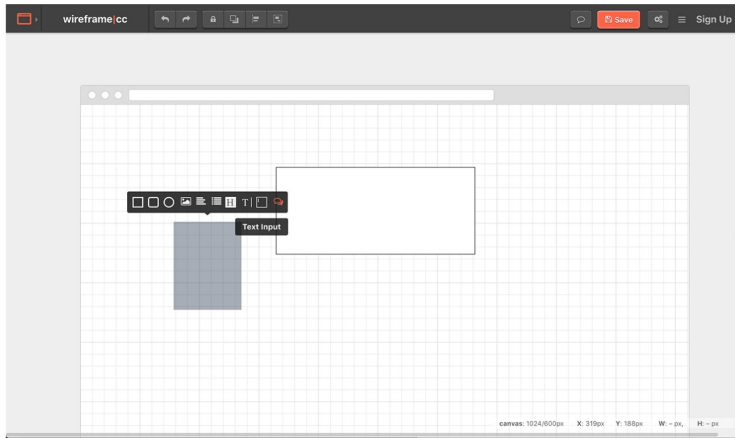 wireframe|cc
Save
Sign Up
H
T
Text Input
canvas: 1024/600px X: 319px Y: 188px W: – px, H: – px